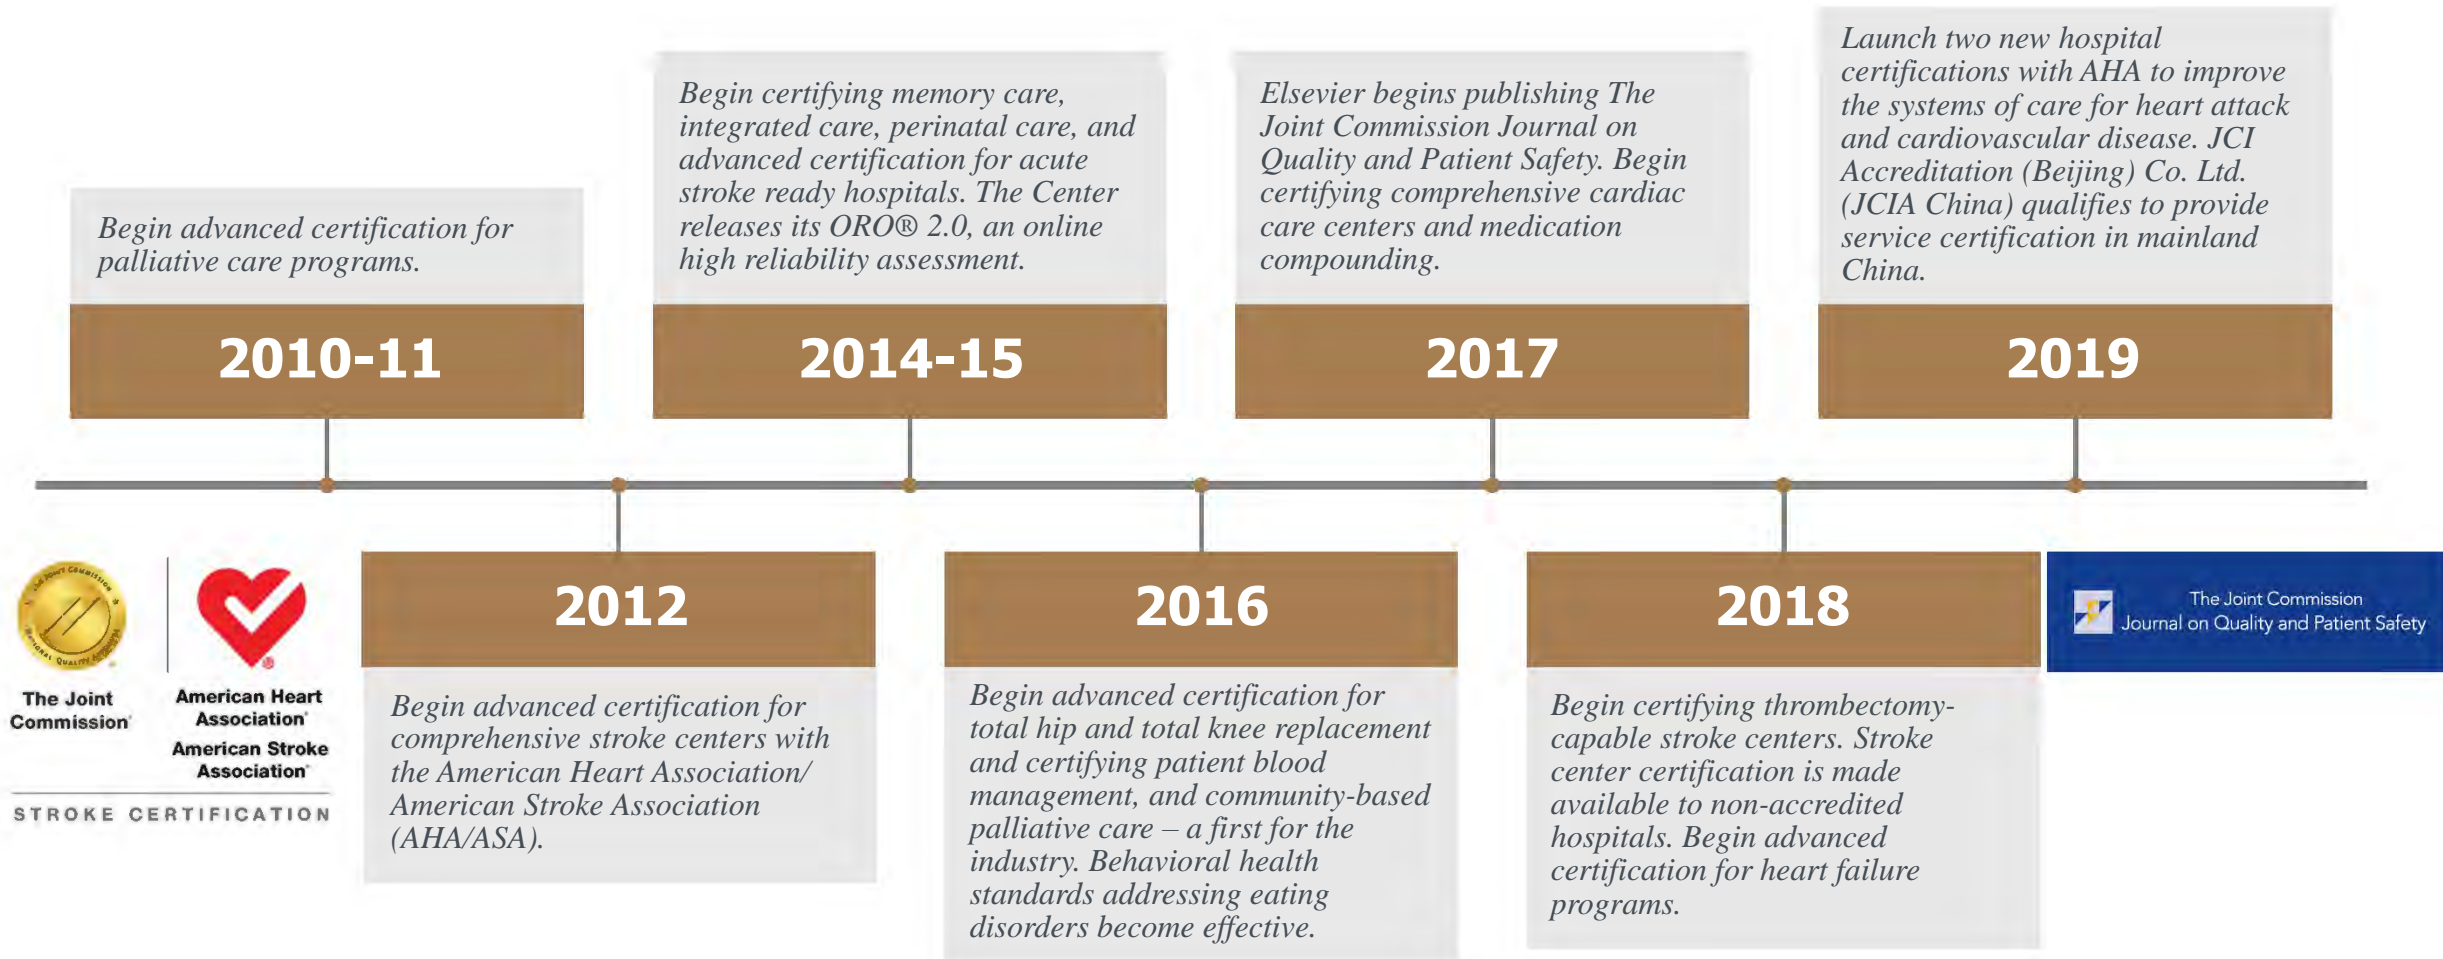 Begin advanced certification for
palliative care programs.
2010-11
Begin certifying memory care,
integrated care, perinatal care, and
advanced certification for acute
stroke ready hospitals. The Center
releases its ORO® 2.0, an online
high reliability assessment.
2014-15
Elsevier begins publishing The
Joint Commission Journal on
Quality and Patient Safety. Begin
certifying comprehensive cardiac
care centers and medication
compounding.
2017
Launch two new hospital
certifications with AHA to improve
the systems of care for heart attack
and cardiovascular disease. JCI
Accreditation (Beijing) Co. Ltd.
(JCIA China) qualifies to provide
service certification in mainland
China.
2019
The Joint
Commission
American Heart
Association®
American Stroke
Association
STROKE CERTIFICATION
2012
Begin advanced certification for
comprehensive stroke centers with
the American Heart Association/
American Stroke Association
(AHA/ASA).
2016
Begin advanced certification for
total hip and total knee replacement
and certifying patient blood
management, and community-based
palliative care – a first for the
industry. Behavioral health
standards addressing eating
disorders become effective.
2018
Begin certifying thrombectomy-
capable stroke centers. Stroke
center certification is made
available to non-accredited
hospitals. Begin advanced
certification for heart failure
programs.
The Joint Commission
Journal on Quality and Patient Safety